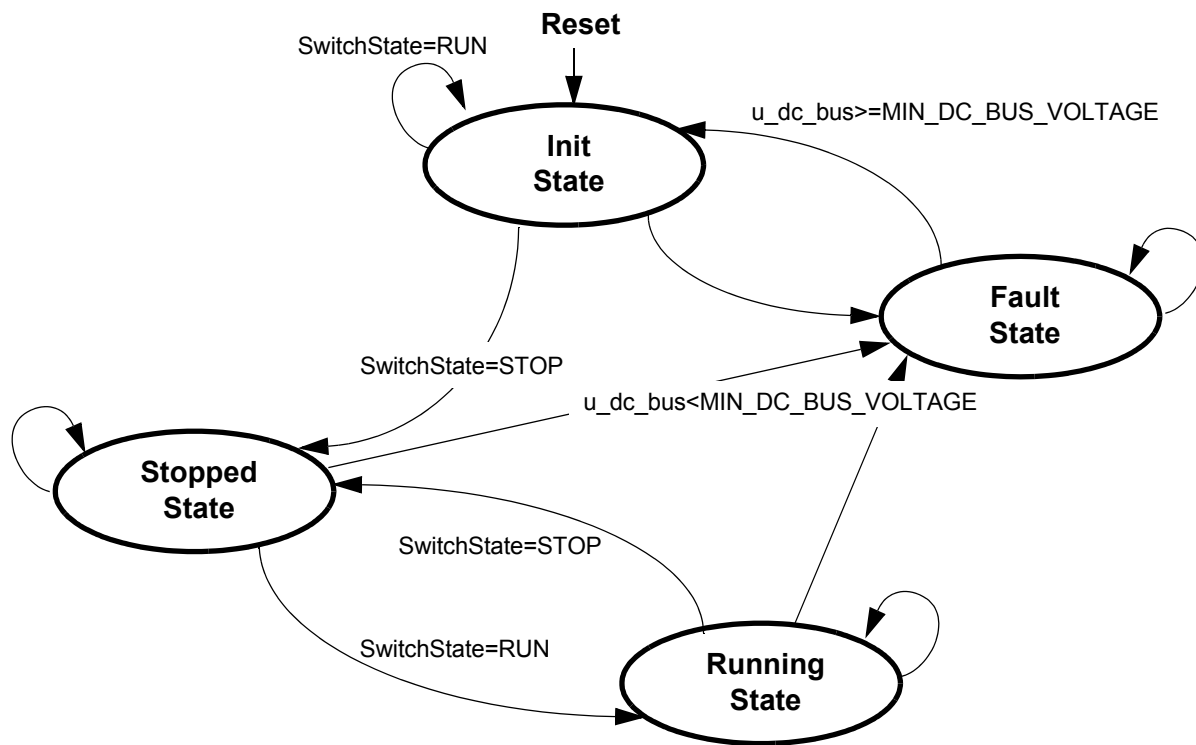 Reset
SwitchState=RUN
u_dc_bus>=MIN_DC_BUS_VOLTAGE
Init
State
Fault
State
SwitchState=STOP
u_dc_bus<MIN_DC_BUS_VOLTAGE
Stopped
State
SwitchState=STOP
SwitchState=RUN
Running
State